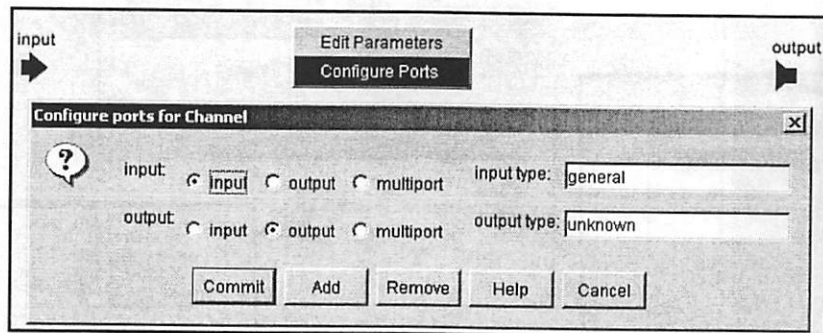 input
Edit Parameters
output
Configure Ports
Configure ports for Channel
input: input output multiport input type: general
output: input output multiport output type: unknown
Commit Add Remove Help Cancel